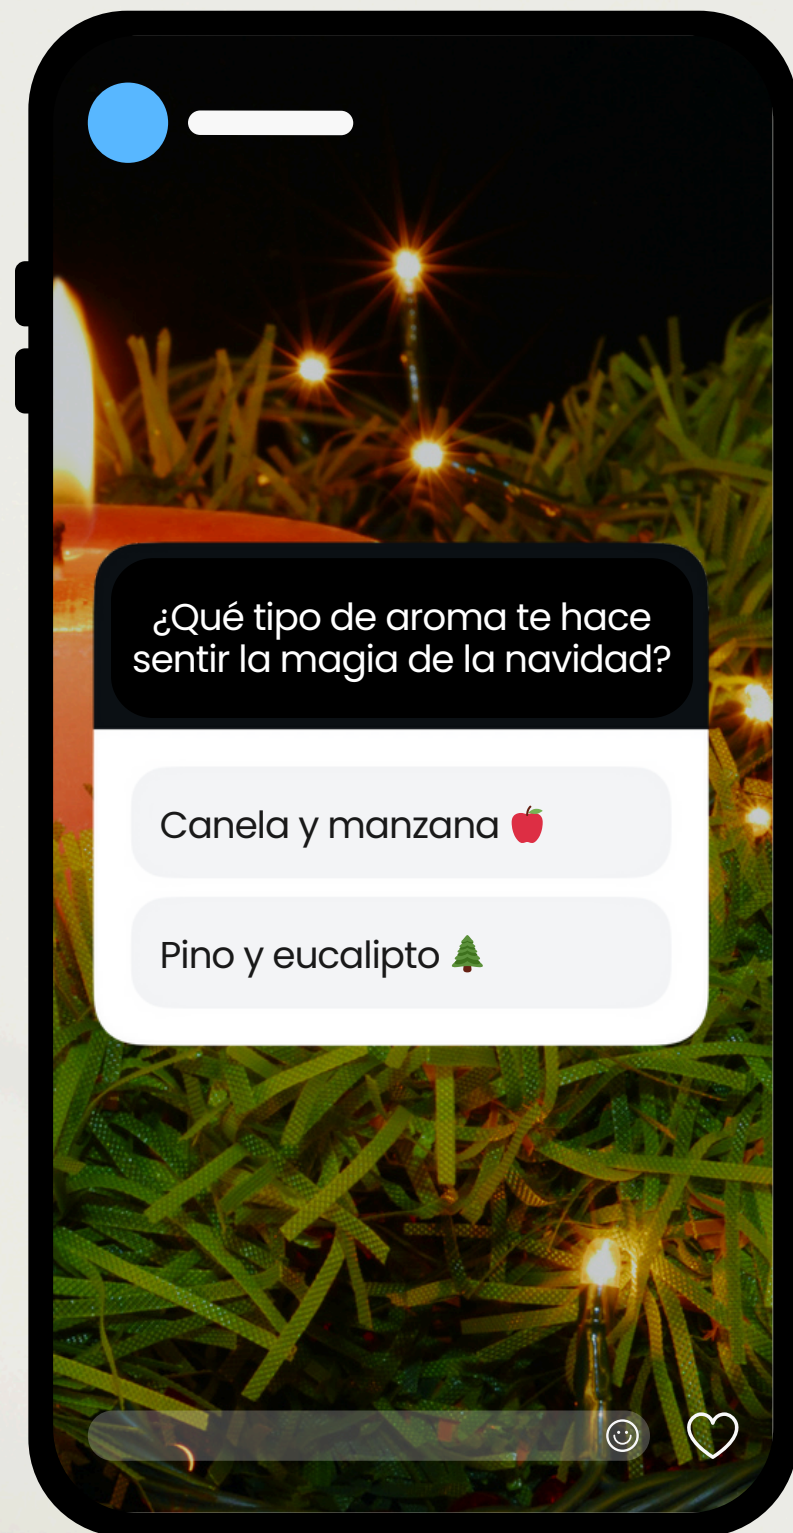 ¿Qué tipo de aroma te hace
sentir la magia de la navidad?
Canela y manzana 🍎
Pino y eucalipto 🌲